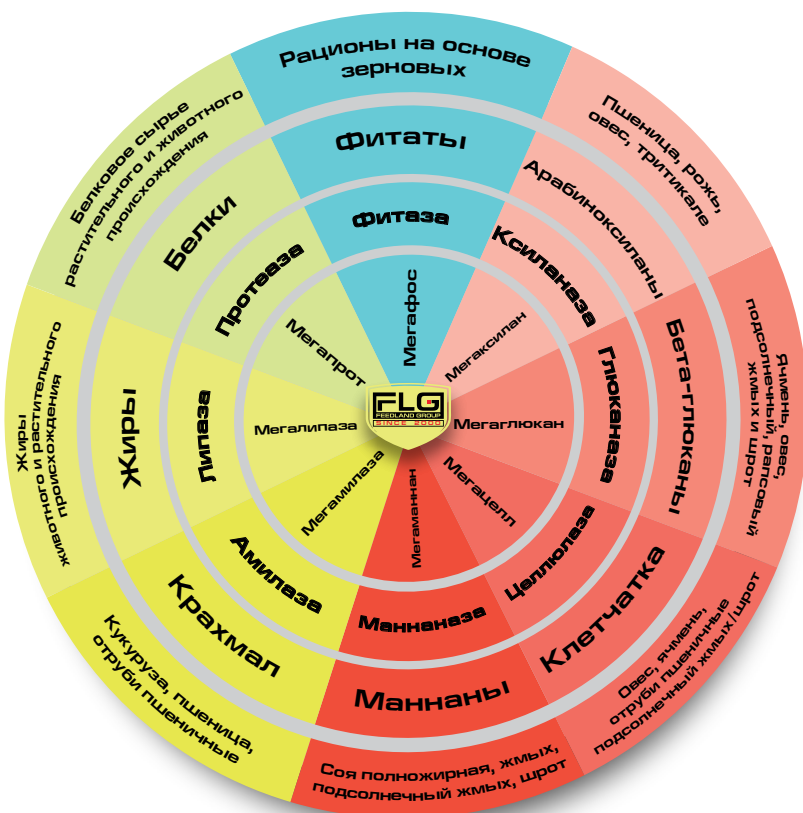 Рационы на основе
зерновых
Фитаты
Фитаза
Мегафос
Пшеница, рожь,
овес, тритикале
Арабиноксиланы
Ксиланаза
Мегаксилан
Ячмень, овес,
подсолнечный, рапсовый
жмых и шрот
Бета-глюканы
Глюканаза
Мегаглюкан
Овес, ячмень,
отруби пшеничные
подсолнечный жмых/шрот
Клетчатка
Целлюлаза
Мегацелл
Соя полножирная, жмых,
подсолнечный жмых, шрот
Маннаны
Маннаназа
Мегаманнан
Кукуруза, пшеница,
отруби пшеничные
Крахмал
Амилаза
Мегамилаза
Жиры
животного и растительного
происхождения
Жиры
Липаза
Мегалипаза
Белковое сырье
растительного и животного
происхождения
Белки
Протеаза
Мегапрот
FLG
FEEDLAND GROUP
SINCE 2000